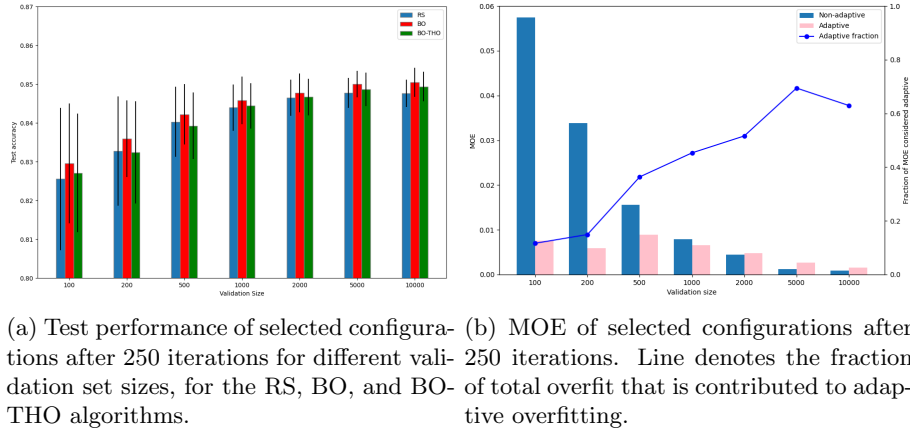 0.87
0.86
0.85
0.84
0.83
0.82
0.81
0.80
Test accuracy
100
200
500
1000
2000
5000
10000
Validation Size
RS
BO
BO-THO
0.06
0.05
0.04
0.03
0.02
0.01
0.00
MOE
100
200
500
1000
2000
5000
10000
Validation size
Non-adaptive
Adaptive
Adaptive fraction
1.0
0.8
0.6
0.4
0.2
0.0
Fraction of MOE considered adaptive
(a) Test performance of selected configura-
tions after 250 iterations for different vali-
dation set sizes, for the RS, BO, and BO-
THO algorithms.
(b) MOE of selected configurations after
250 iterations. Line denotes the fraction
of total overfit that is contributed to adap-
tive overfitting.